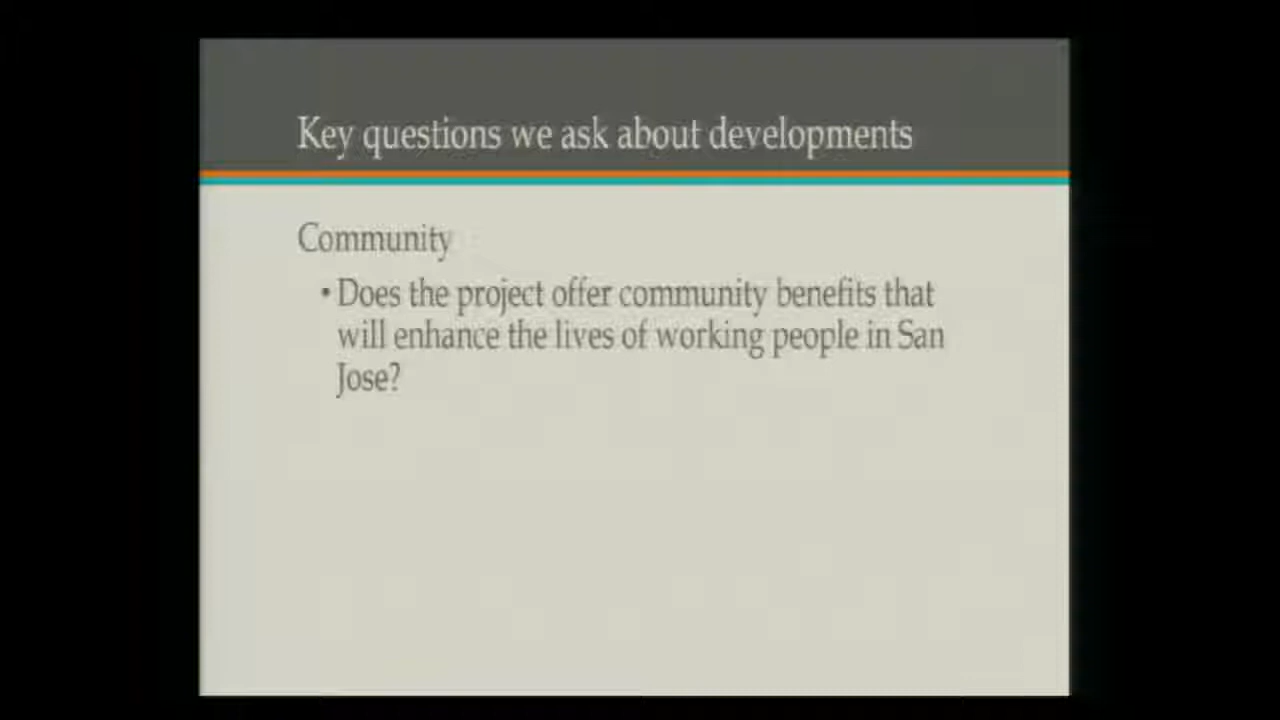 Key questions we ask about developments
Community
• Does the project offer community benefits that
will enhance the lives of working people in San
Jose?